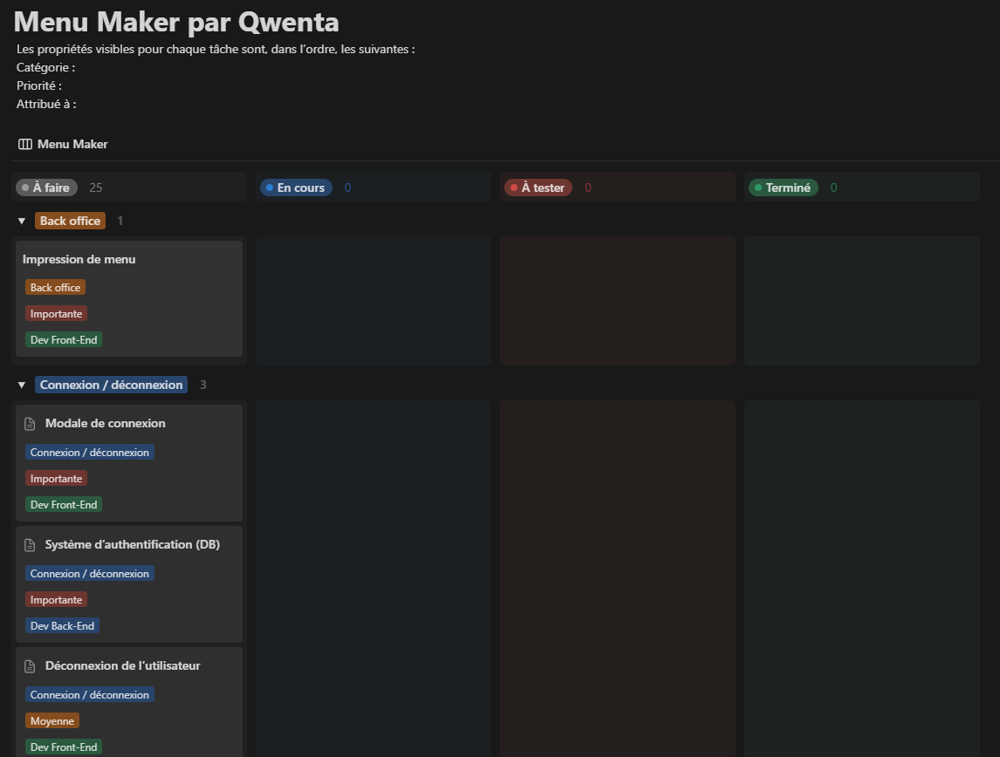 Menu Maker par Qwenta
Les propriétés visibles pour chaque tâche sont, dans l’ordre, les suivantes :
Catégorie :
Priorité :
Attribué à :
Menu Maker
À faire 25 En cours 0 À tester 0 Terminé 0
Back office 1
Impression de menu
Back office
Importante
Dev Front-End
Connexion / déconnexion 3
Modale de connexion
Connexion / déconnexion
Importante
Dev Front-End
Système d’authentification (DB)
Connexion / déconnexion
Importante
Dev Back-End
Déconnexion de l’utilisateur
Connexion / déconnexion
Moyenne
Dev Front-End